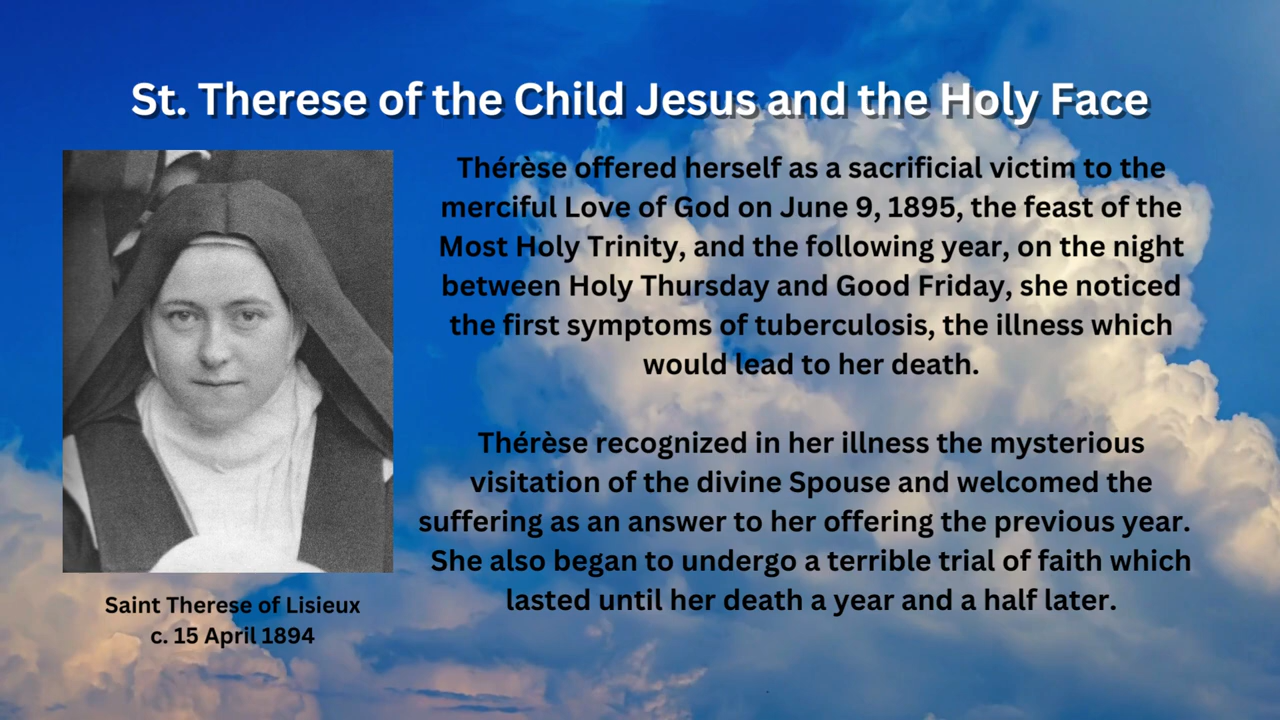 St. Therese of the Child Jesus and the Holy Face
Thérèse offered herself as a sacrificial victim to the
merciful Love of God on June 9, 1895, the feast of the
Most Holy Trinity, and the following year, on the night
between Holy Thursday and Good Friday, she noticed
the first symptoms of tuberculosis, the illness which
would lead to her death.
Thérèse recognized in her illness the mysterious
visitation of the divine Spouse and welcomed the
suffering as an answer to her offering the previous year.
She also began to undergo a terrible trial of faith which
lasted until her death a year and a half later.
Saint Therese of Lisieux
c. 15 April 1894